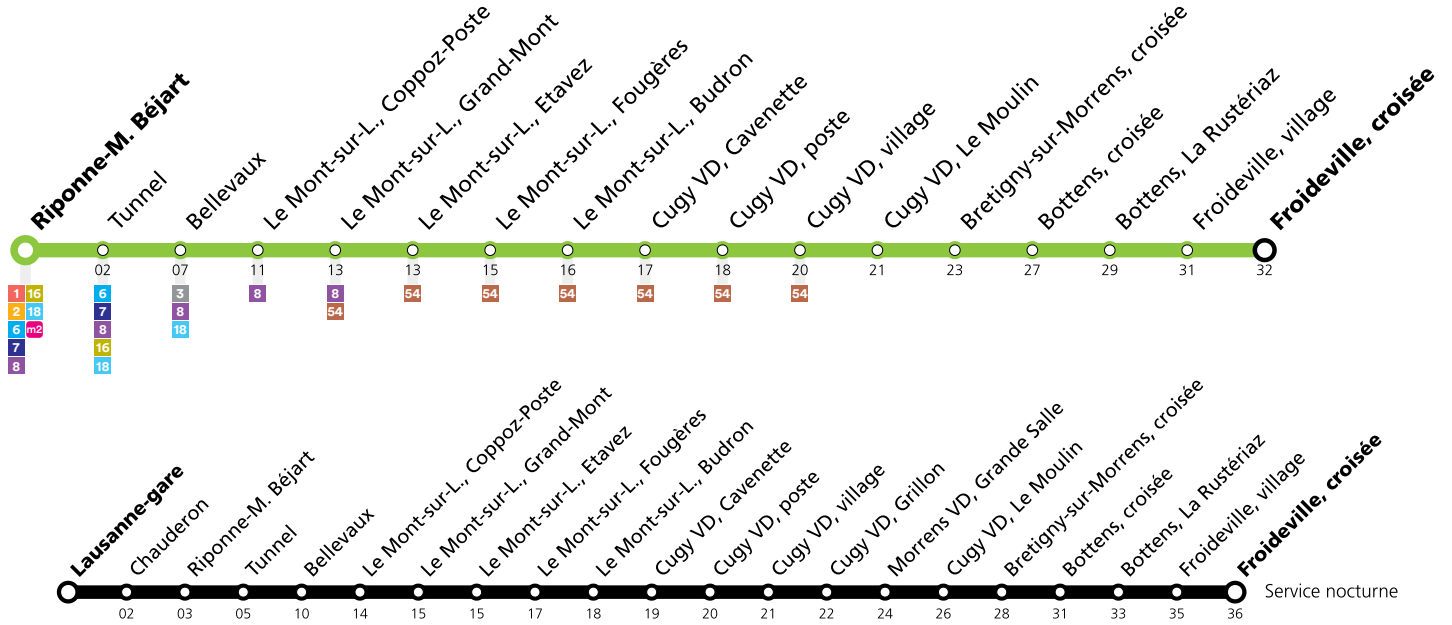 Riponne-M. Béjart
Tunnel
Bellevaux
Le Mont-sur-L., Coppoz-Poste
Le Mont-sur-L., Grand-Mont
Le Mont-sur-L., Etavez
Le Mont-sur-L., Fougères
Le Mont-sur-L., Budron
Cugy VD, Cavenette
Cugy VD, poste
Cugy VD, village
Cugy VD, Le Moulin
Bretigny-sur-Morrens, croisée
Bottens, croisée
Bottens, La Rustériaz
Froideville, village
Froideville, croisée
02 07 11 13 13 15 16 17 18 20 21 23 27 29 31 32
1 16 6 3 8 8 54 54 54 54 54 54
2 18 7 8 54
6 m2 8 18
7 16
8 18
Lausanne-gare
Chauderon
Riponne-M. Béjart
Tunnel
Bellevaux
Le Mont-sur-L., Coppoz-Poste
Le Mont-sur-L., Grand-Mont
Le Mont-sur-L., Etavez
Le Mont-sur-L., Fougères
Le Mont-sur-L., Budron
Cugy VD, Cavenette
Cugy VD, poste
Cugy VD, village
Cugy VD, Grillon
Morrens VD, Grande Salle
Cugy VD, Le Moulin
Bretigny-sur-Morrens, croisée
Bottens, croisée
Bottens, La Rustériaz
Froideville, village
Froideville, croisée
Service nocturne
02 03 05 10 14 15 15 17 18 19 20 21 22 24 26 28 31 33 35 36